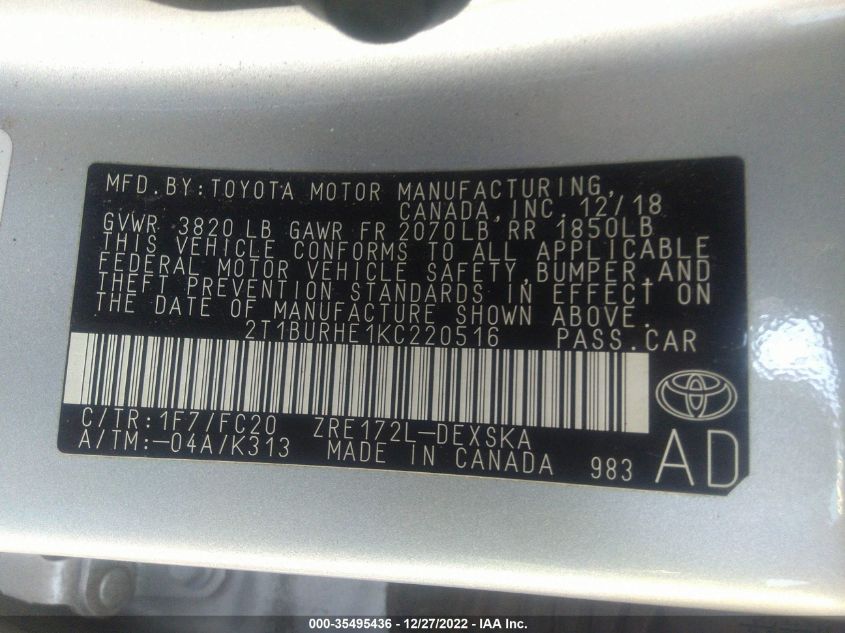 MFD.BY:TOYOTA MOTOR MANUFACTURING,
CANADA,INC. 12/18
GVWR 3820 LB GAWR FR 2070LB RR 1850LB
THIS VEHICLE CONFORMS TO ALL APPLICABLE
FEDERAL MOTOR VEHICLE SAFETY,BUMPER,AND
THEFT PREVENTION STANDARDS IN EFFECT ON
THE DATE OF MANUFACTURE SHOWN ABOVE.
2T1BURHE1KC220516 PASS.CAR
C/TR:1F7/FC20 ZRE172L-DEXSKA
A/TM:-04A/K313 MADE IN CANADA 983 AD
000-35495436 - 12/27/2022 - IAA Inc.